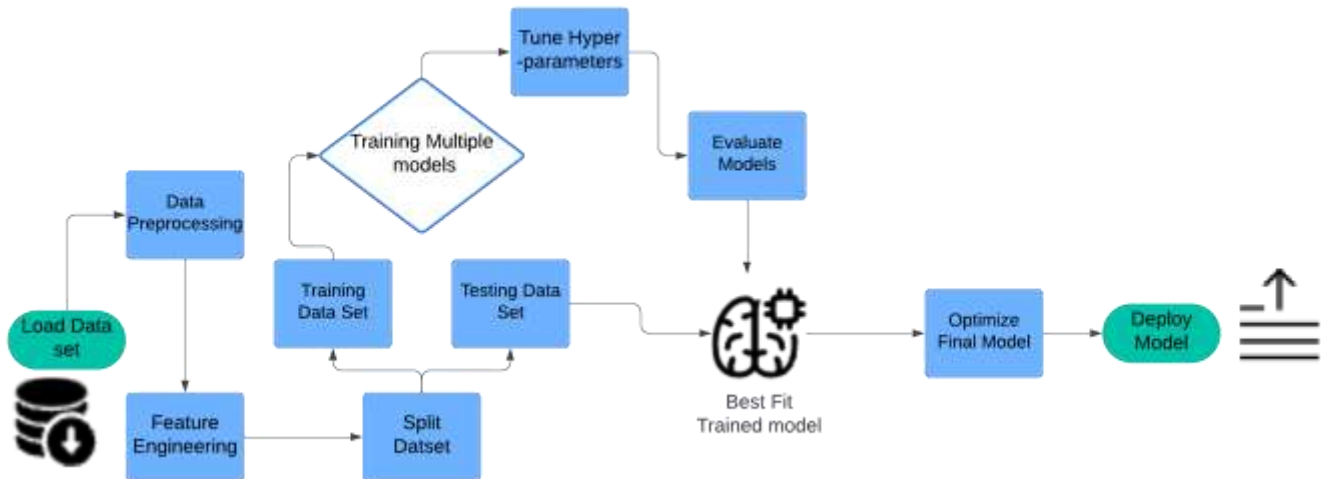 Load Data
set
Data
Preprocessing
Feature
Engineering
Split
Datset
Training
Data Set
Testing Data
Set
Training Multiple
models
Tune Hyper
-parameters
Evaluate
Models
Best Fit
Trained model
Optimize
Final Model
Deploy
Model